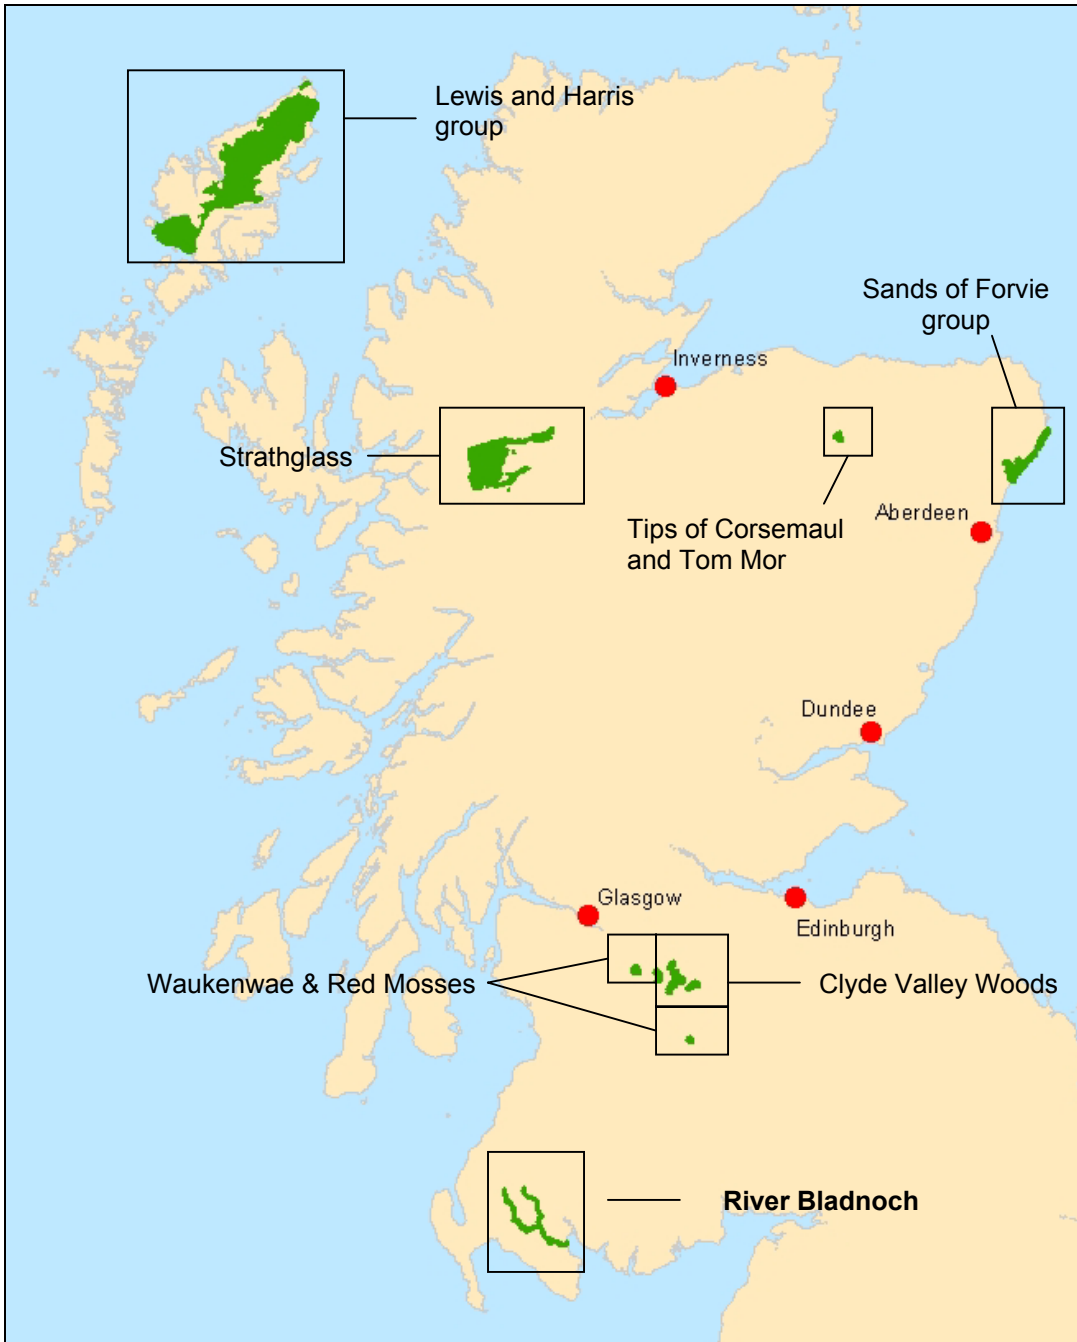 Lewis and Harris
group
Sands of Forvie
group
Inverness
Strathglass
Tips of Corsemaul
and Tom Mor
Aberdeen
Dundee
Glasgow
Edinburgh
Waukenwae & Red Mosses
Clyde Valley Woods
River Bladnoch